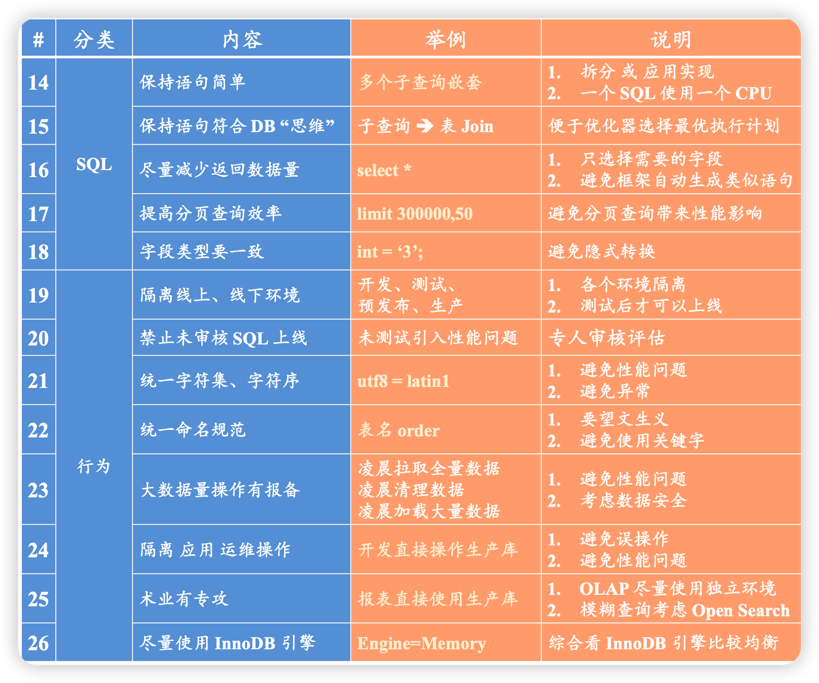 # 分类 内容 举例 说明
14 SQL 保持语句简单 多个子查询嵌套 1. 拆分 或 应用实现
2. 一个 SQL 使用一个 CPU
15 保持语句符合 DB “思维” 子查询 ➔ 表 Join 便于优化器选择最优执行计划
16 尽量减少返回数据量 select * 1. 只选择需要的字段
2. 避免框架自动生成类似语句
17 提高分页查询效率 limit 300000,50 避免分页查询带来性能影响
18 字段类型要一致 int = ‘3’; 避免隐式转换
19 行为 隔离线上、线下环境 开发、测试、 1. 各个环境隔离
预发布、生产 2. 测试后才可以上线
20 禁止未审核 SQL 上线 未测试引入性能问题 专人审核评估
21 统一字符集、字符序 utf8 = latin1 1. 避免性能问题
2. 避免异常
22 统一命名规范 表名 order 1. 要望文生义
2. 避免使用关键字
23 大数据量操作有报备 凌晨拉取全量数据 1. 避免性能问题
凌晨清理数据 2. 考虑数据安全
凌晨加载大量数据
24 隔离 应用 运维操作 开发直接操作生产库 1. 避免误操作
2. 避免性能问题
25 术业有专攻 报表直接使用生产库 1. OLAP 尽量使用独立环境
2. 模糊查询考虑 Open Search
26 尽量使用 InnoDB 引擎 Engine=Memory 综合看 InnoDB 引擎比较均衡